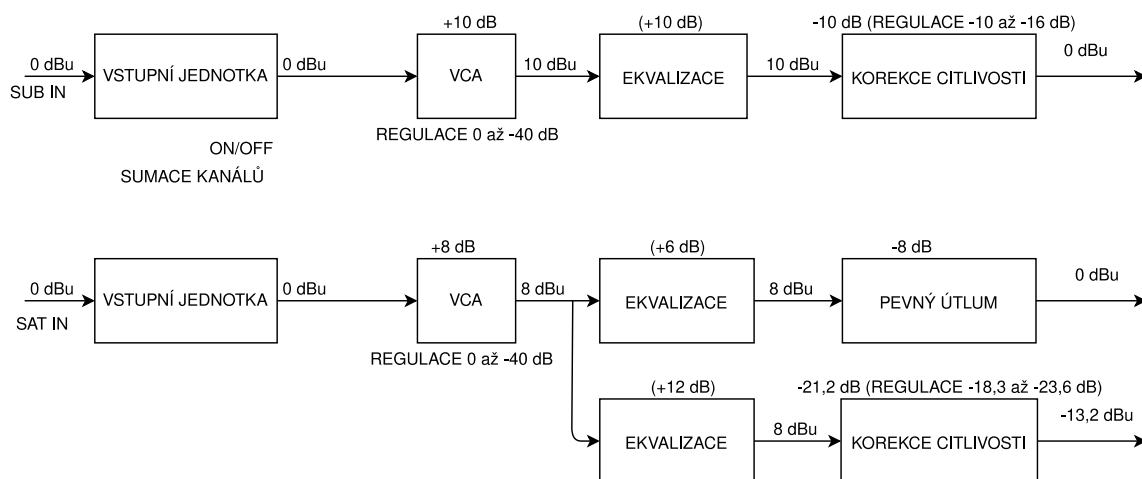 +10 dB
(+10 dB)
-10 dB (REGULACE -10 až -16 dB)
0 dBu
VSTUPNÍ JEDNOTKA
0 dBu
VCA
10 dBu
EKVALIZACE
10 dBu
KOREKCE CITLIVOSTI
0 dBu
SUB IN
REGULACE 0 až -40 dB
ON/OFF
SUMACE KANÁLŮ
+8 dB
(+6 dB)
-8 dB
0 dBu
VSTUPNÍ JEDNOTKA
0 dBu
VCA
8 dBu
EKVALIZACE
8 dBu
PEVNÝ ÚTLUM
0 dBu
SAT IN
REGULACE 0 až -40 dB
(+12 dB)
-21,2 dB (REGULACE -18,3 až -23,6 dB)
EKVALIZACE
8 dBu
KOREKCE CITLIVOSTI
-13,2 dBu